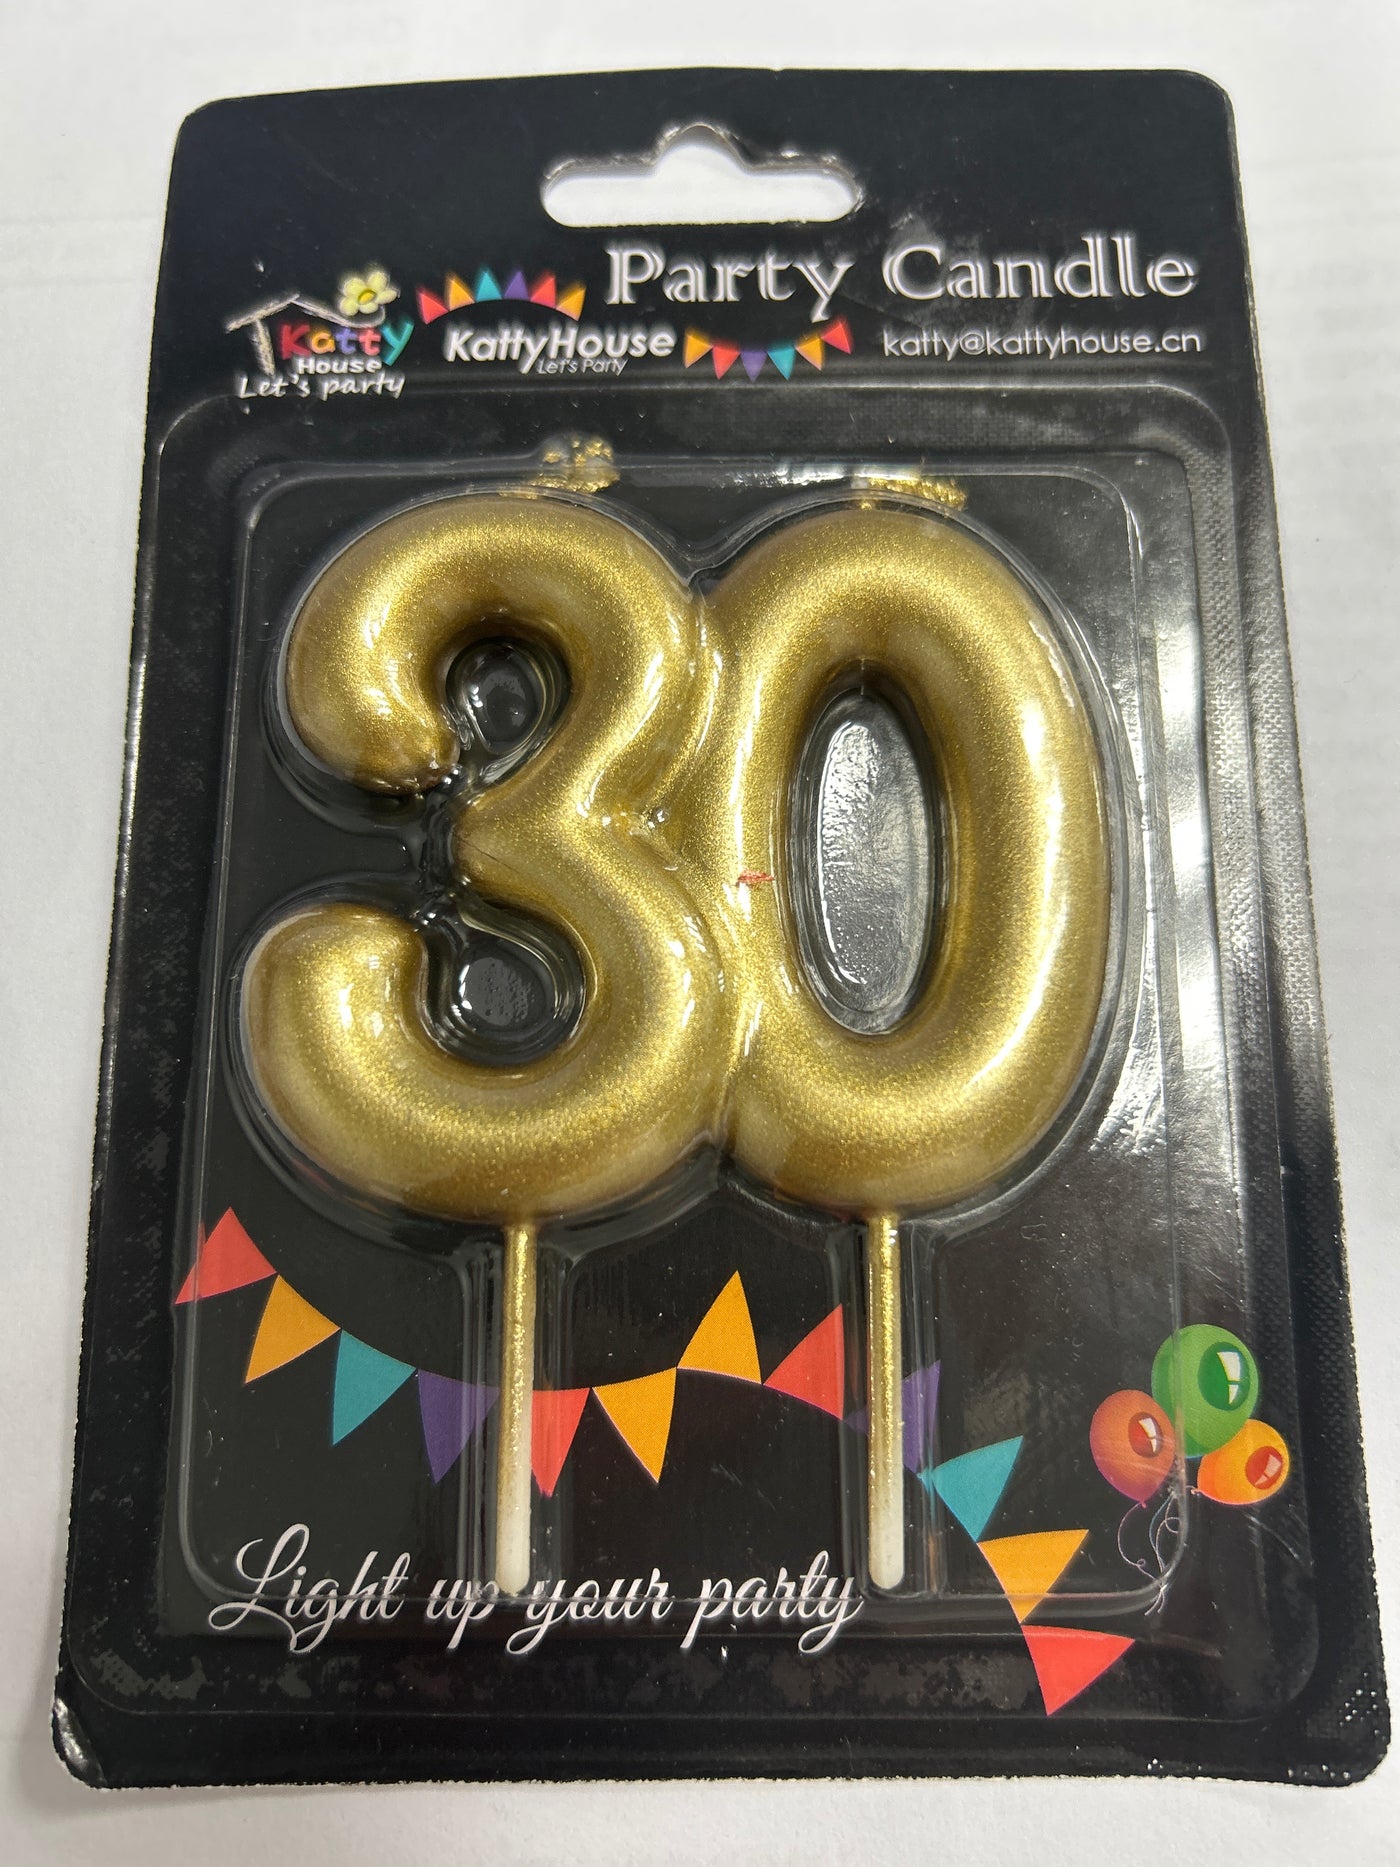 Party Candle
Katty
House
Let's party
KattyHouse
Let's Party
katty@kattyhouse.cn
30
Light up your party